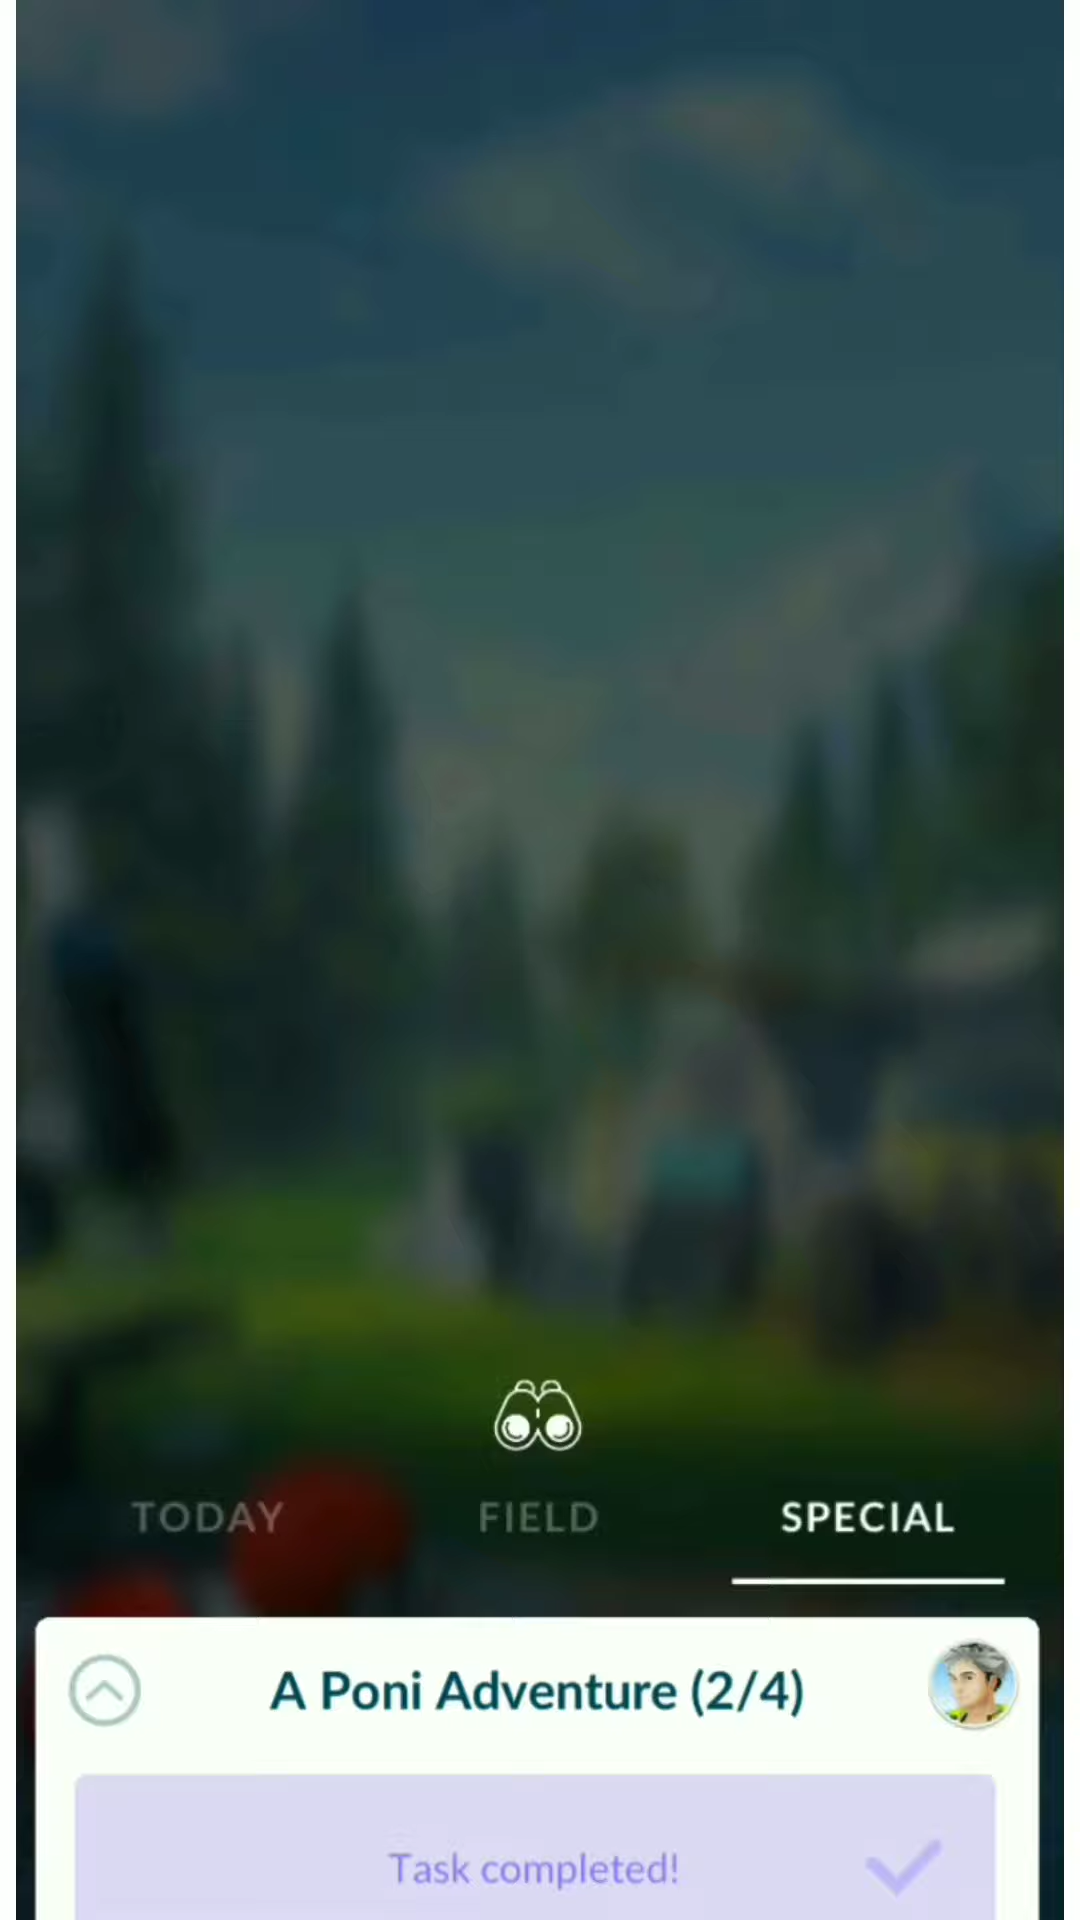 TODAY
FIELD
SPECIAL
A Poni Adventure (2/4)
Task completed!